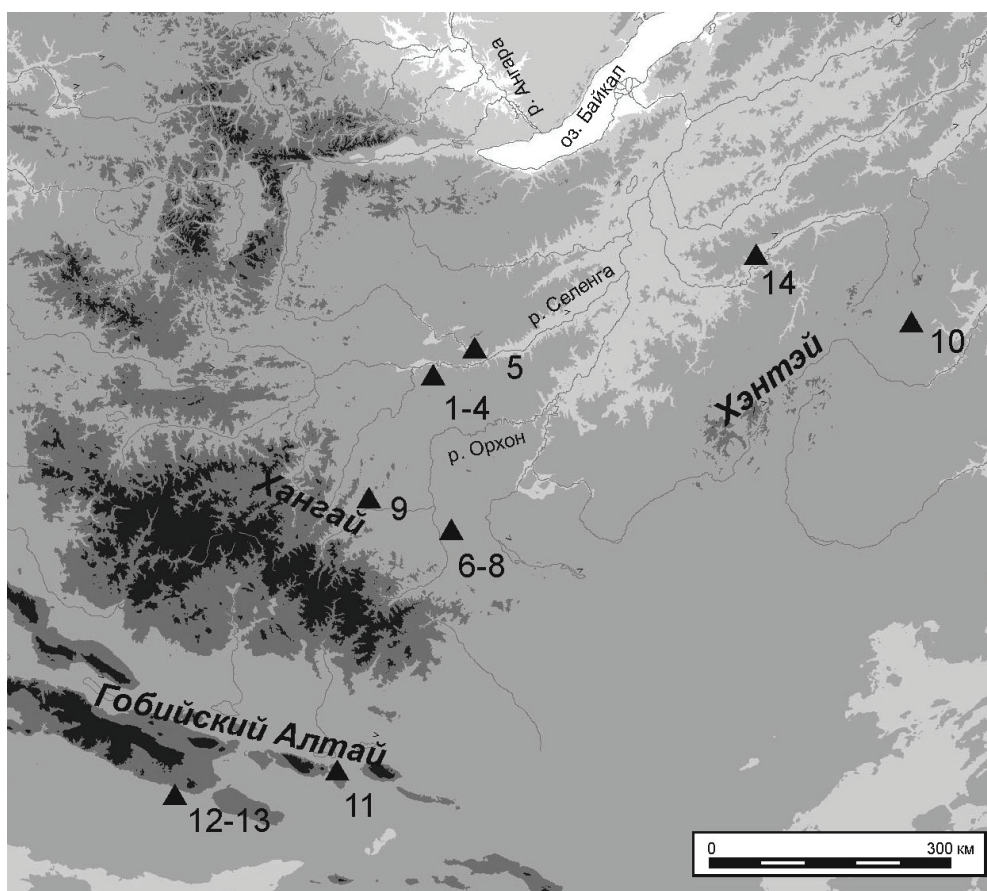 р. Ангара
оз. Байкал
14
р. Селенга
10
5
Хэнтэй
1-4
р. Орхон
Хангай
9
6-8
Гобийский Алтай
11
12-13
0 300 км